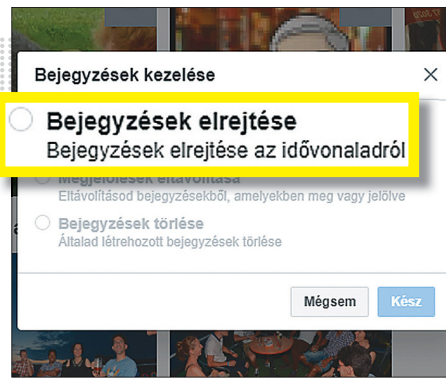 Bejegyzések kezelése
Bejegyzések elrejtése
Bejegyzések elrejtése az idővonaladról
Megjelölések eltávolítása
Eltávolításod bejegyzésekből, amelyekben meg vagy jelölve
Bejegyzések törlése
Általad létrehozott bejegyzések törlése
Mégsem
Kész